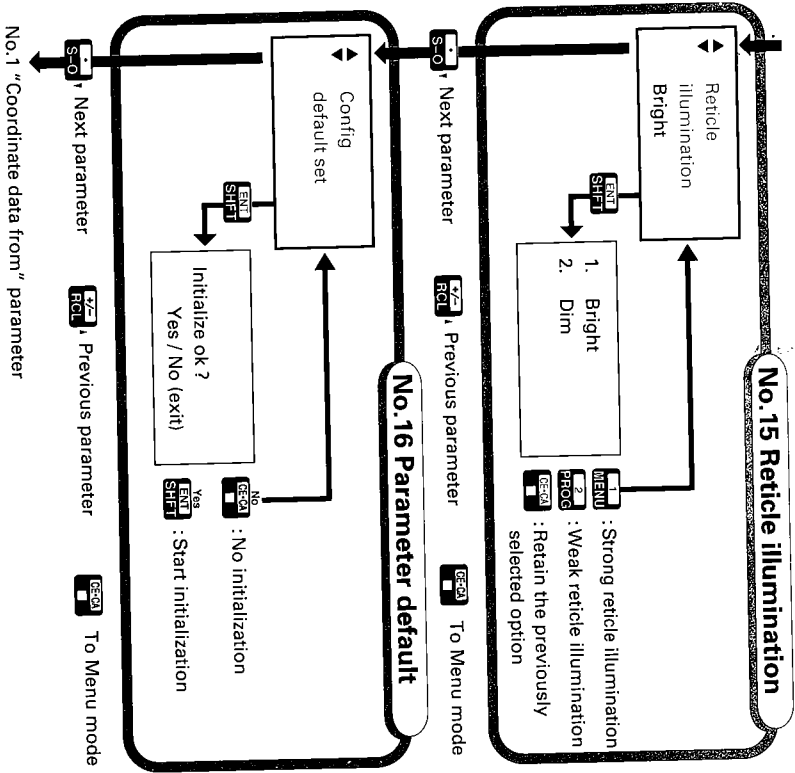 No.15 Reticle illumination
Reticle
illumination
Bright
ENT
SHFT
1. Bright
2. Dim
1
MENU
: Strong reticle illumination
2
PROG
: Weak reticle illumination
CE•CA
: Retain the previously
selected option
S–O
Next parameter
+/–
RCL
Previous parameter
CE•CA
To Menu mode
No.16 Parameter default
Config
default set
ENT
SHFT
Initialize ok ?
Yes / No (exit)
No
CE•CA
: No initialization
Yes
ENT
SHFT
: Start initialization
S–O
Next parameter
+/–
RCL
Previous parameter
CE•CA
To Menu mode
No.1 "Coordinate data from" parameter